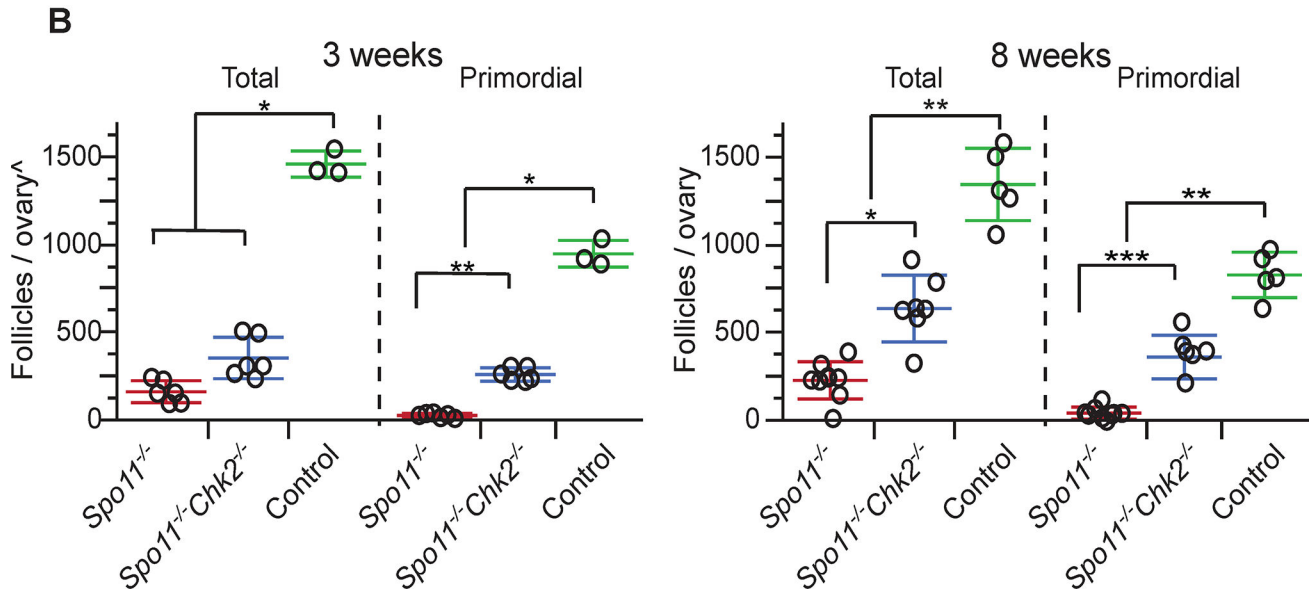 B
3 weeks
Total
Primordial
*
*
**
Follicles / ovary^
1500
1000
500
0
Spo11-/-
Spo11-/-Chk2-/-
Control
Spo11-/-
Spo11-/-Chk2-/-
Control
8 weeks
Total
Primordial
**
*
**
***
Follicles / ovary
1500
1000
500
0
Spo11-/-
Spo11-/-Chk2-/-
Control
Spo11-/-
Spo11-/-Chk2-/-
Control